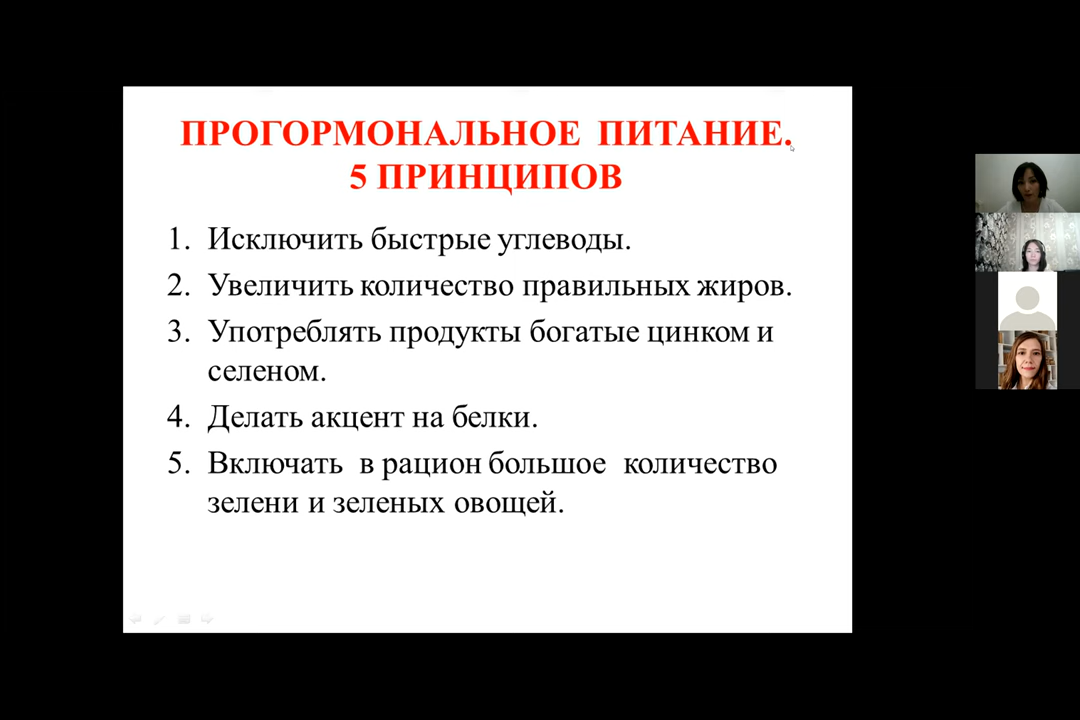 ПРОГОРМОНАЛЬНОЕ ПИТАНИЕ.
5 ПРИНЦИПОВ
1. Исключить быстрые углеводы.
2. Увеличить количество правильных жиров.
3. Употреблять продукты богатые цинком и
селеном.
4. Делать акцент на белки.
5. Включать в рацион большое количество
зелени и зеленых овощей.